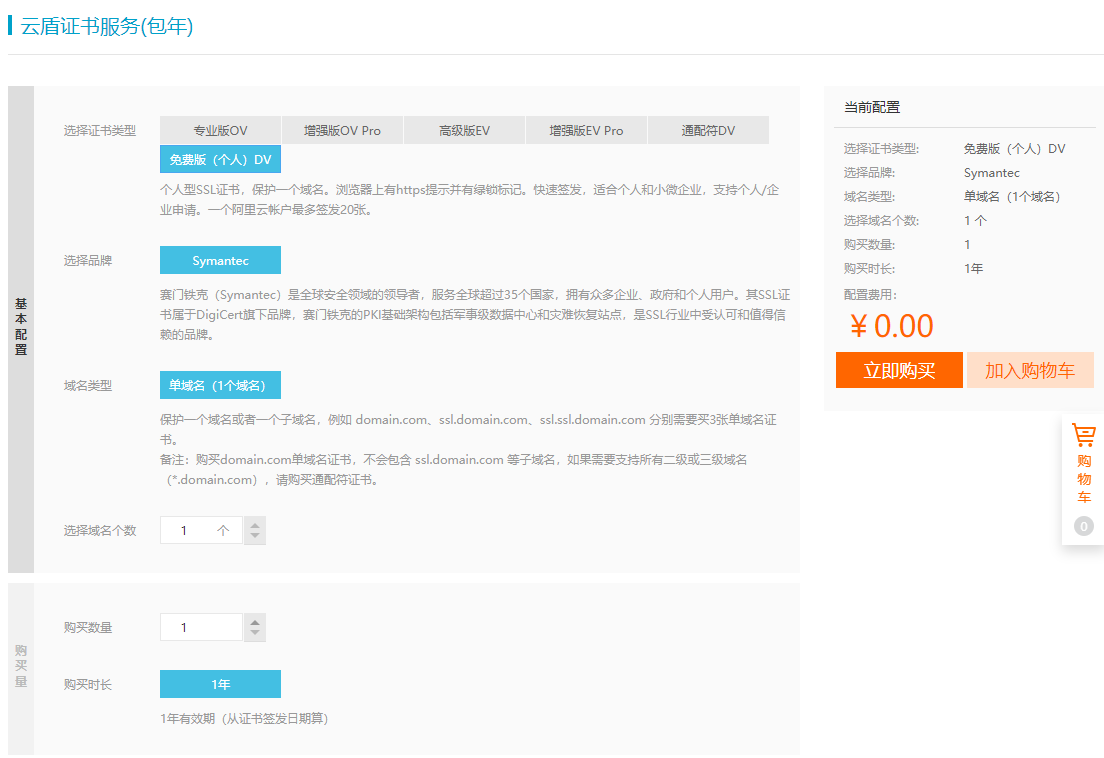 云盾证书服务(包年)
基本配置
选择证书类型
专业版OV
增强版OV Pro
高级版EV
增强版EV Pro
通配符DV
免费版（个人）DV
个人型SSL证书，保护一个域名。浏览器上有https提示并有绿锁标记。快速签发，适合个人和小微企业，支持个人/企
业申请。一个阿里云帐户最多签发20张。
选择品牌
Symantec
赛门铁克（Symantec）是全球安全领域的领导者，服务全球超过35个国家，拥有众多企业、政府和个人用户。其SSL证
书属于DigiCert旗下品牌，赛门铁克的PKI基础架构包括军事级数据中心和灾难恢复站点，是SSL行业中受认可和值得信
赖的品牌。
域名类型
单域名（1个域名）
保护一个域名或者一个子域名，例如 domain.com、ssl.domain.com、ssl.ssl.domain.com 分别需要买3张单域名证
书。
备注：购买domain.com单域名证书，不会包含 ssl.domain.com 等子域名，如果需要支持所有二级或三级域名
（*.domain.com），请购买通配符证书。
选择域名个数
1 个
购买量
购买数量
1
购买时长
1年
1年有效期（从证书签发日期算）
当前配置
选择证书类型: 免费版（个人）DV
选择品牌: Symantec
域名类型: 单域名（1个域名）
选择域名个数: 1 个
购买数量: 1
购买时长: 1年
配置费用:
￥0.00
立即购买
加入购物车
购物车
0